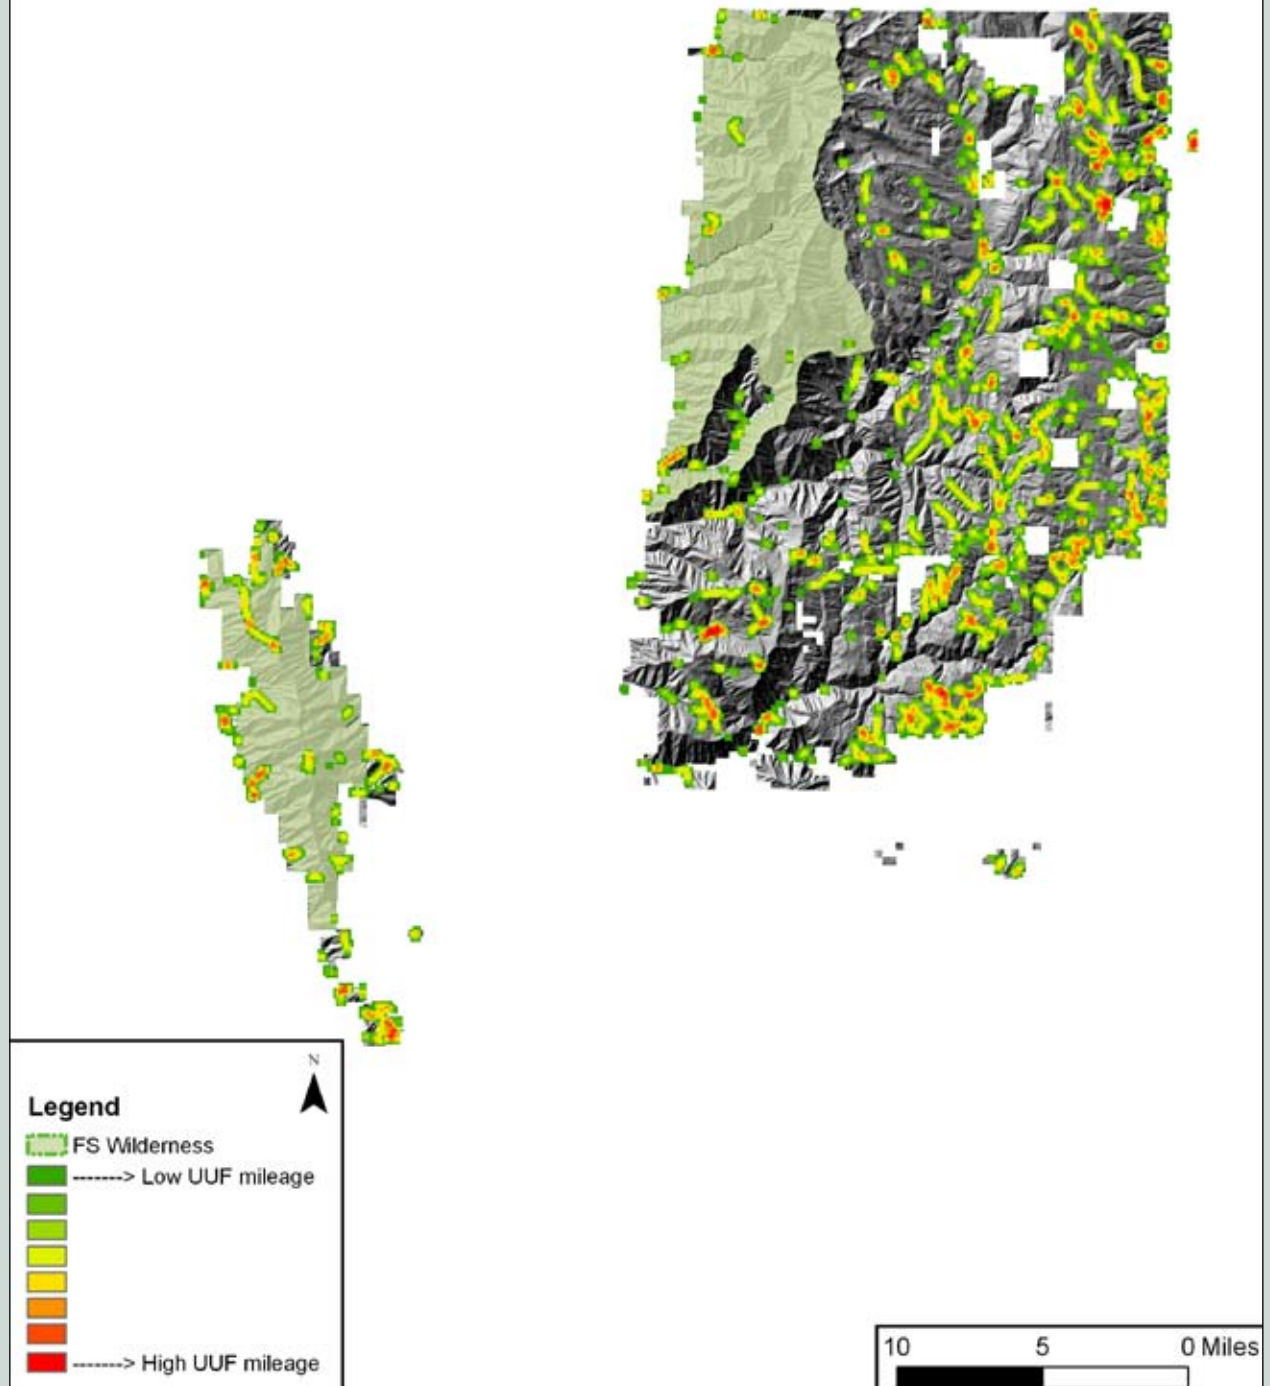 N
Legend
FS Wilderness
-------> Low UUF mileage
-------> High UUF mileage
10 5 0 Miles